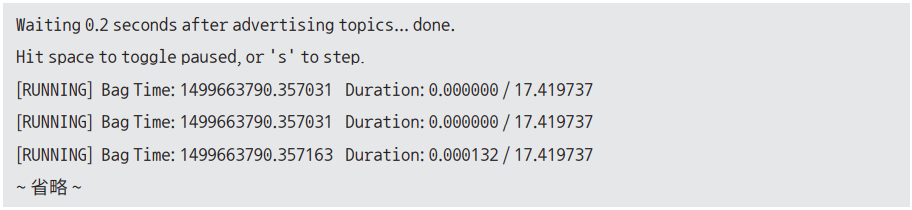 Waiting 0.2 seconds after advertising topics... done.
Hit space to toggle paused, or 's' to step.
[RUNNING] Bag Time: 1499663790.357031 Duration: 0.000000 / 17.419737
[RUNNING] Bag Time: 1499663790.357031 Duration: 0.000000 / 17.419737
[RUNNING] Bag Time: 1499663790.357163 Duration: 0.000132 / 17.419737
~ 省略 ~